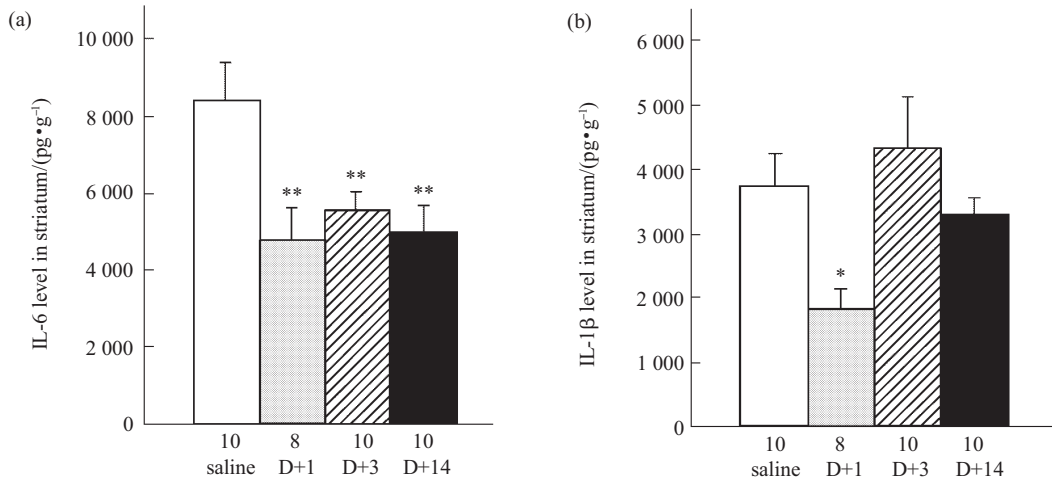 (a)
10 000
8 000
6 000
4 000
2 000
0
IL-6 level in striatum/(pg•g⁻¹)
**
**
**
10 8 10 10
saline D+1 D+3 D+14
(b)
6 000
5 000
4 000
3 000
2 000
1 000
0
IL-1β level in striatum/(pg•g⁻¹)
*
10 8 10 10
saline D+1 D+3 D+14